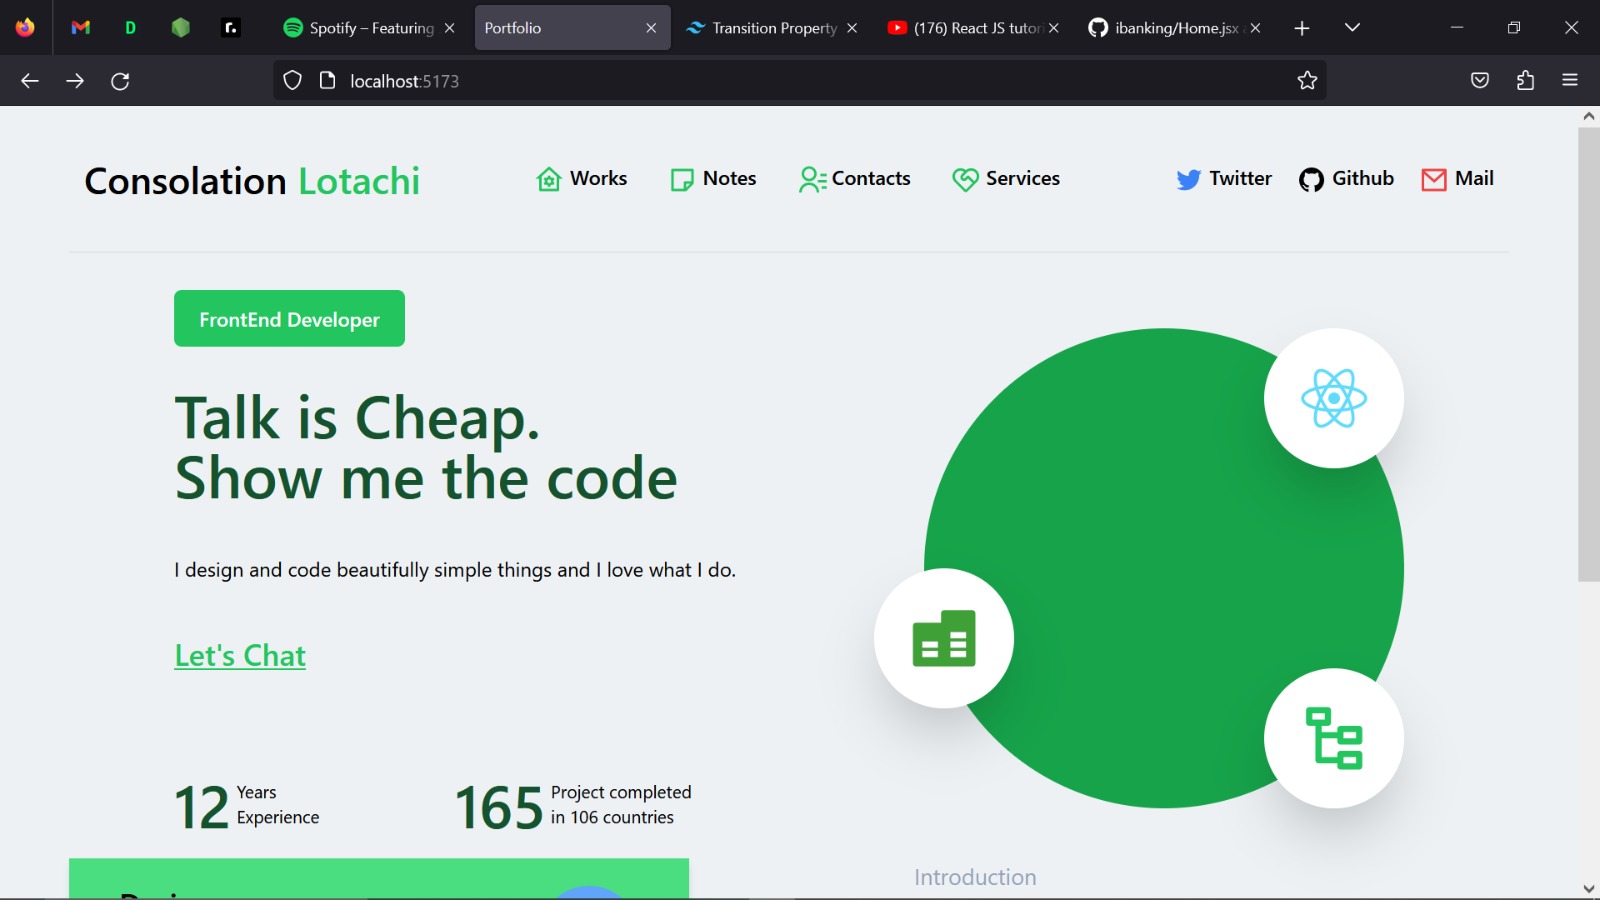 D
r.
Spotify – Featuring
Portfolio
Transition Property
(176) React JS tutori
ibanking/Home.jsx
localhost:5173
Consolation Lotachi
Works
Notes
Contacts
Services
Twitter
Github
Mail
FrontEnd Developer
Talk is Cheap.
Show me the code
I design and code beautifully simple things and I love what I do.
Let's Chat
12
Years
Experience
165
Project completed
in 106 countries
Introduction